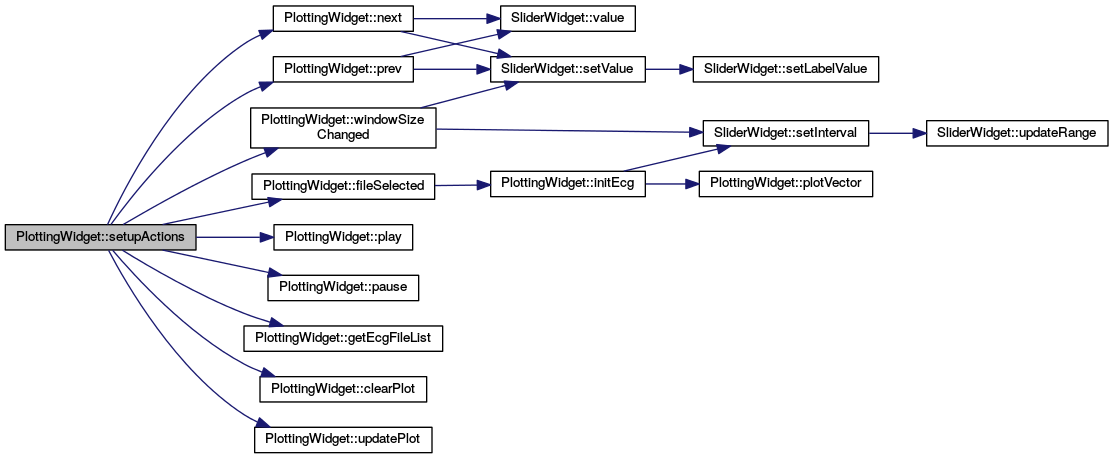 PlottingWidget::setupActions
PlottingWidget::next
SliderWidget::value
PlottingWidget::prev
SliderWidget::setValue
SliderWidget::setLabelValue
PlottingWidget::windowSize
Changed
SliderWidget::setInterval
SliderWidget::updateRange
PlottingWidget::fileSelected
PlottingWidget::initEcg
PlottingWidget::plotVector
PlottingWidget::play
PlottingWidget::pause
PlottingWidget::getEcgFileList
PlottingWidget::clearPlot
PlottingWidget::updatePlot